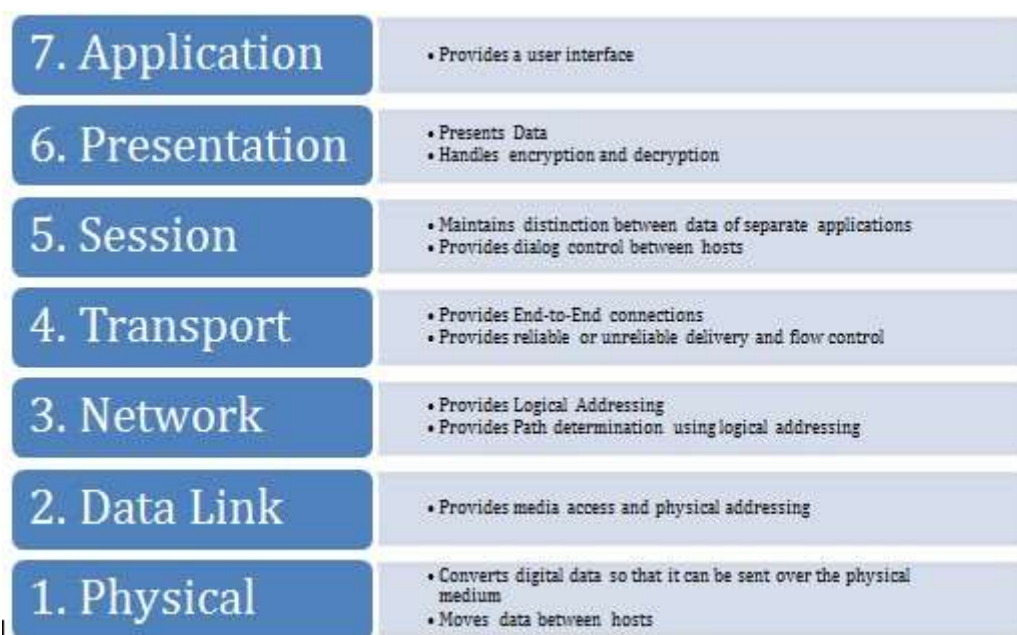 7. Application
• Provides a user interface
6. Presentation
• Presents Data
• Handles encryption and decryption
5. Session
• Maintains distinction between data of separate applications
• Provides dialog control between hosts
4. Transport
• Provides End-to-End connections
• Provides reliable or unreliable delivery and flow control
3. Network
• Provides Logical Addressing
• Provides Path determination using logical addressing
2. Data Link
• Provides media access and physical addressing
1. Physical
• Converts digital data so that it can be sent over the physical
medium
• Moves data between hosts